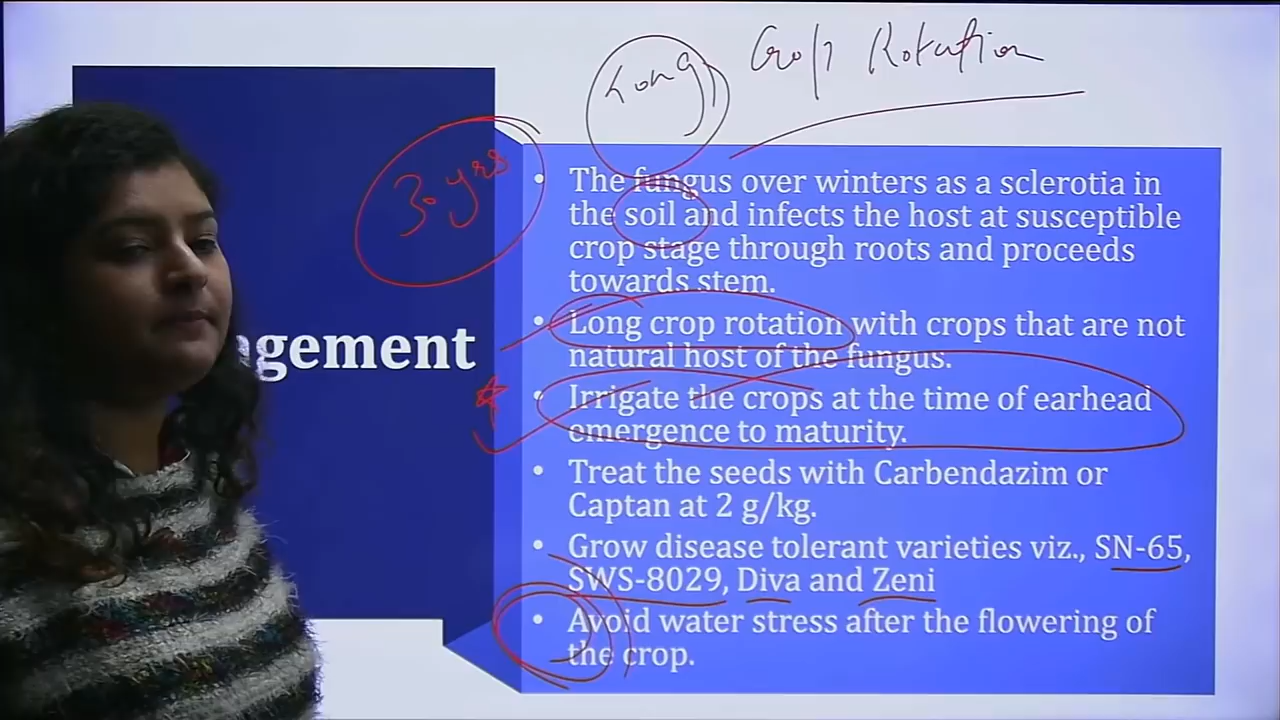 Long Crop Rotation
30 yrs
agement
• The fungus over winters as a sclerotia in
the soil and infects the host at susceptible
crop stage through roots and proceeds
towards stem.
• Long crop rotation with crops that are not
natural host of the fungus.
• Irrigate the crops at the time of earhead
emergence to maturity.
• Treat the seeds with Carbendazim or
Captan at 2 g/kg.
• Grow disease tolerant varieties viz., SN-65,
SWS-8029, Diva and Zeni
• Avoid water stress after the flowering of
the crop.